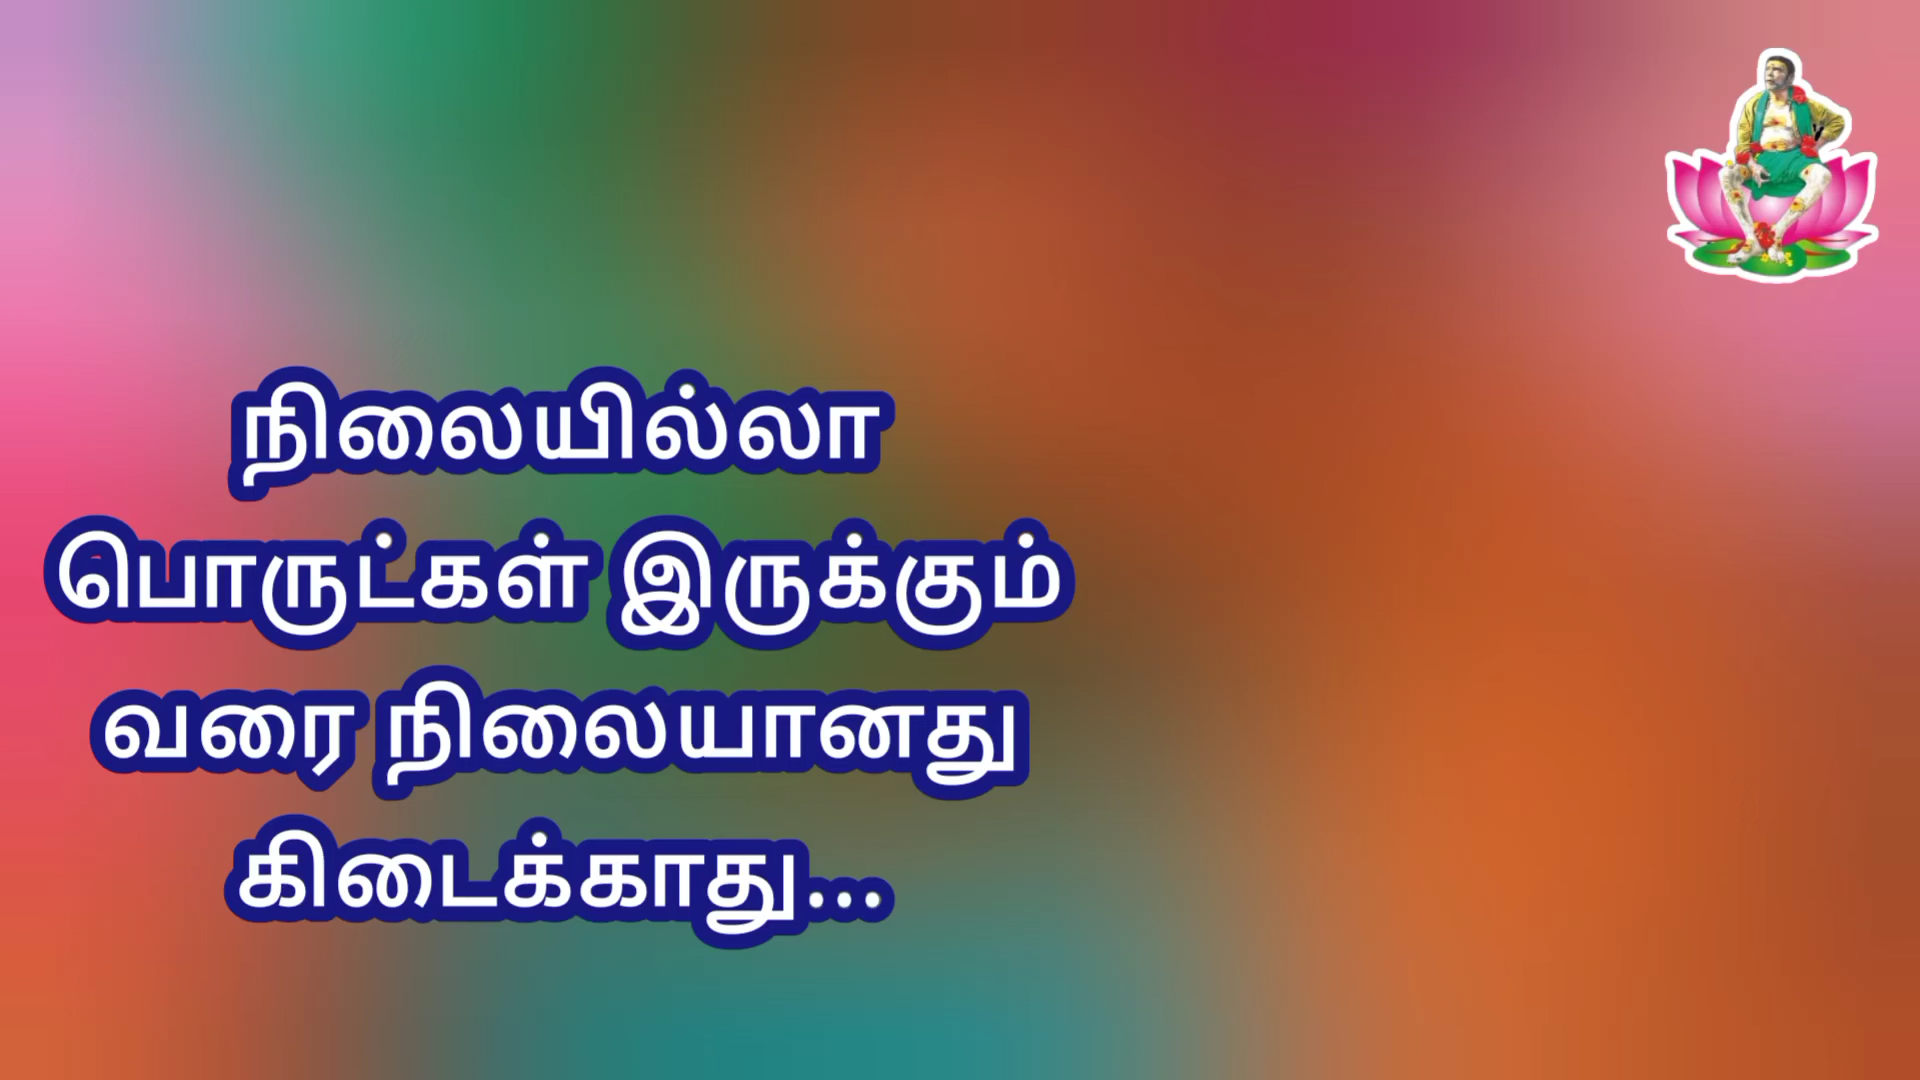 நிலையில்லா
பொருட்கள் இருக்கும்
வரை நிலையானது
கிடைக்காது...